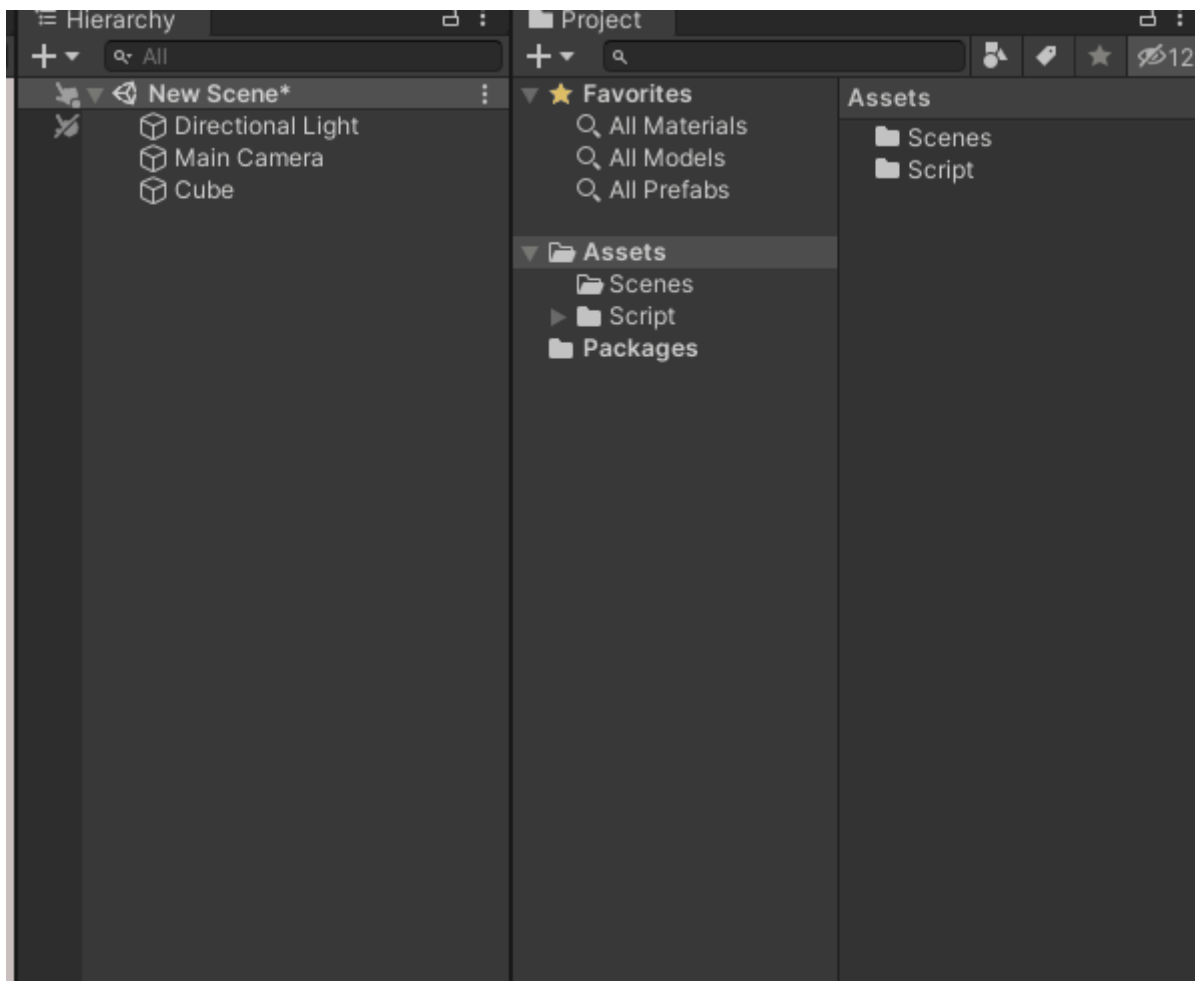 Hierarchy
All
New Scene*
Directional Light
Main Camera
Cube
Project
12
Favorites
All Materials
All Models
All Prefabs
Assets
Scenes
Script
Packages
Assets
Scenes
Script